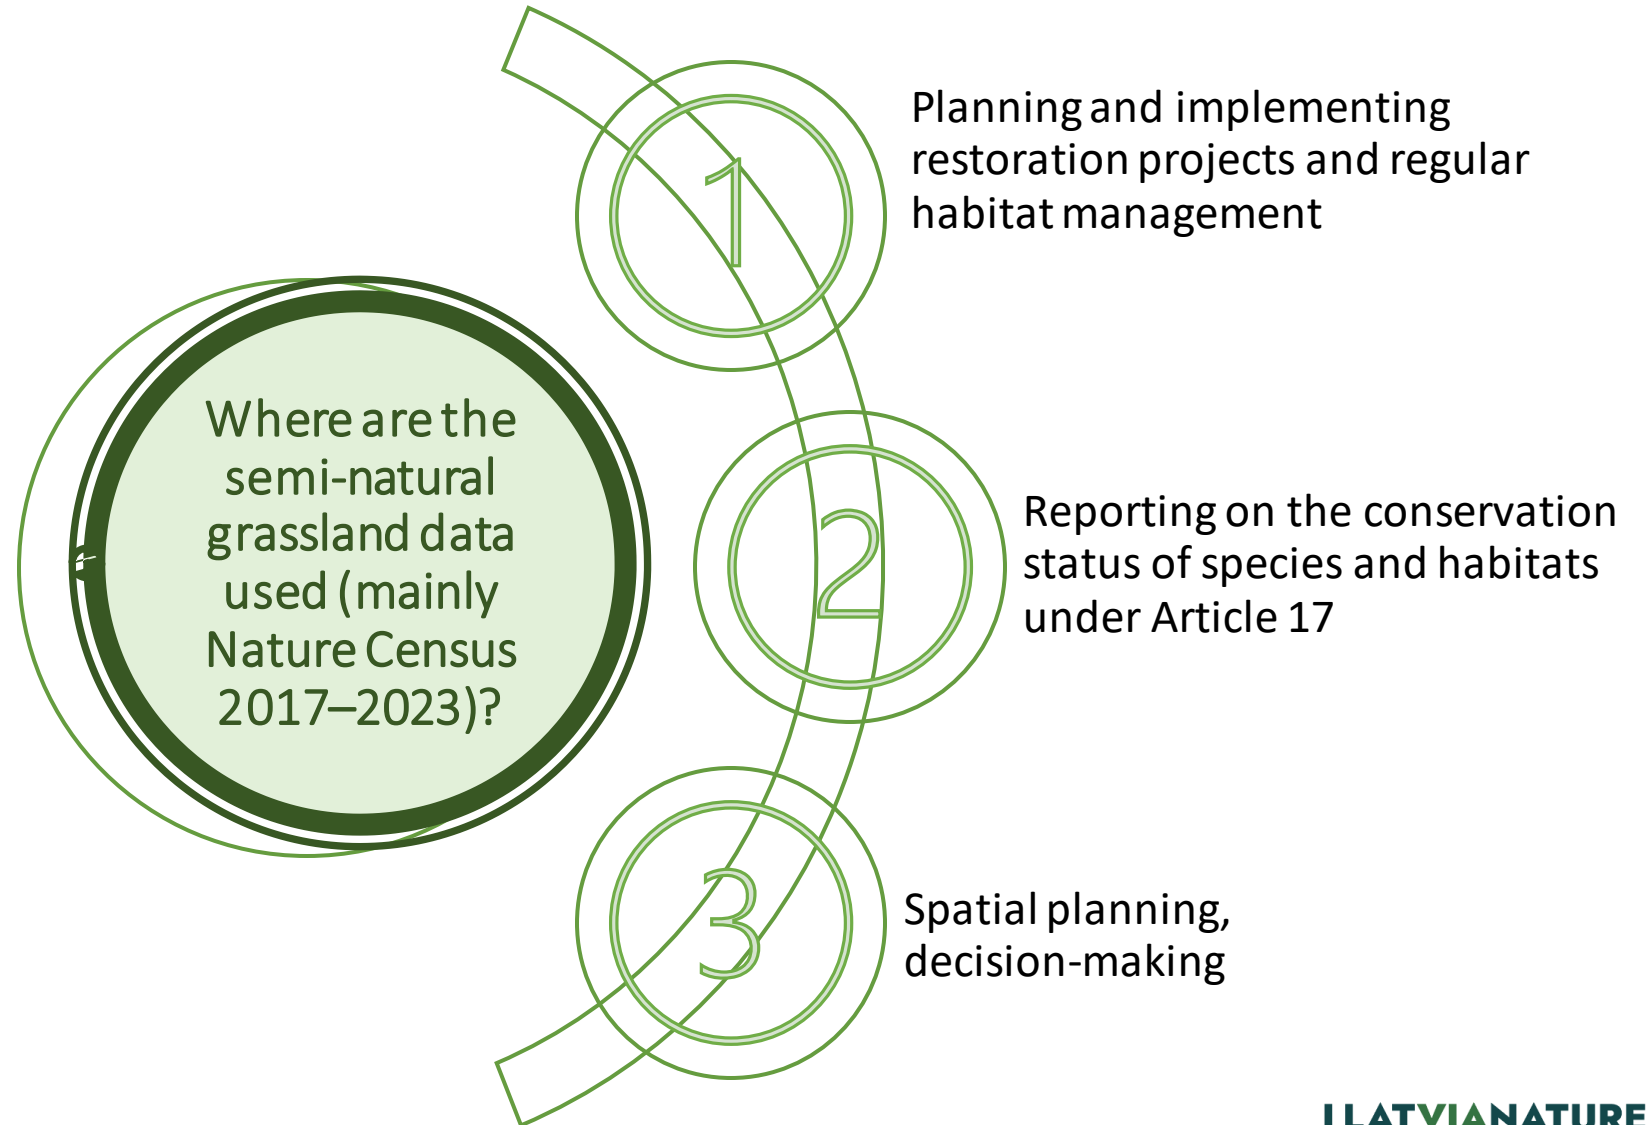 Where are the
semi-natural
grassland data
used (mainly
Nature Census
2017–2023)?
1
Planning and implementing
restoration projects and regular
habitat management
2
Reporting on the conservation
status of species and habitats
under Article 17
3
Spatial planning,
decision-making
LATVIANATURE